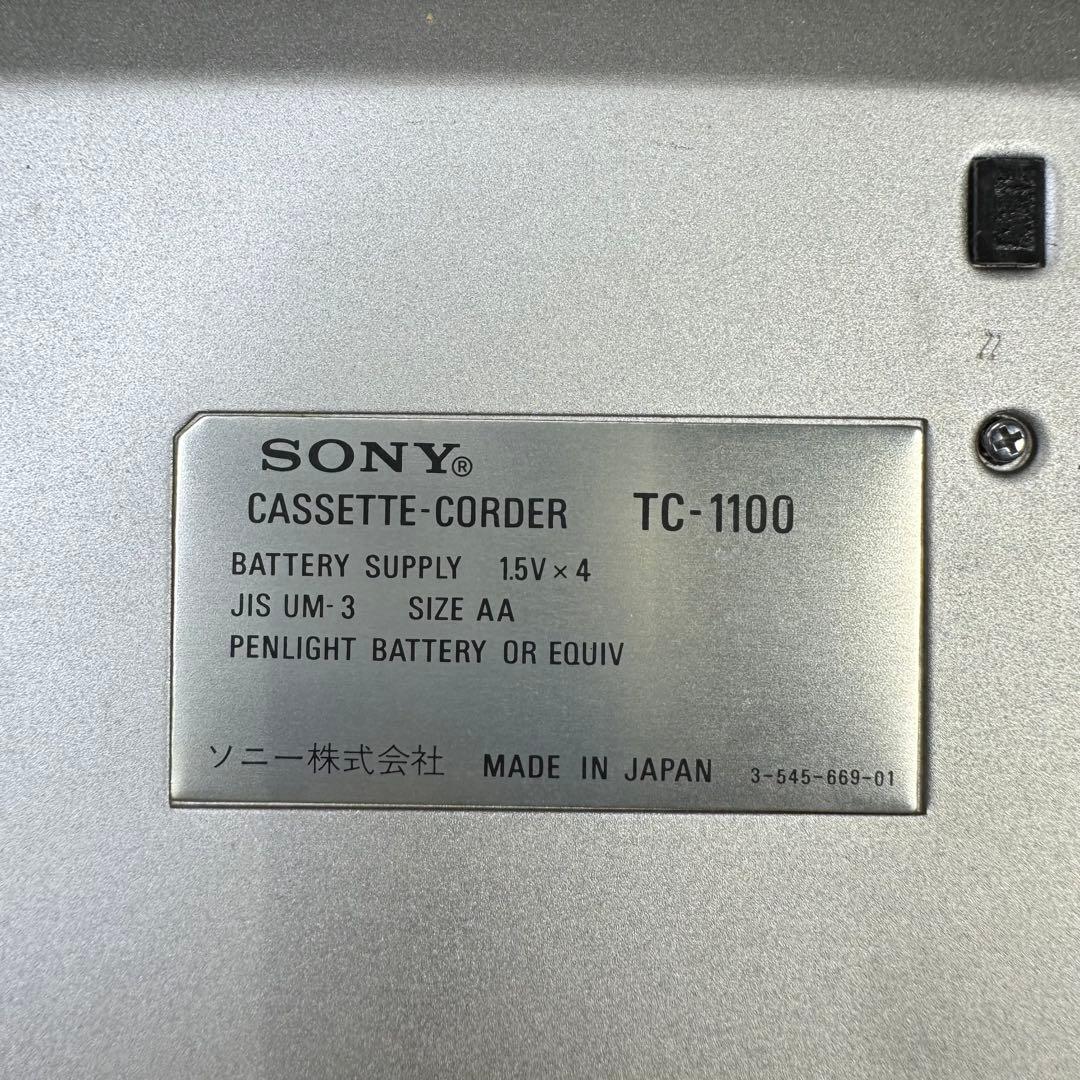 SONY®
CASSETTE-CORDER TC-1100
BATTERY SUPPLY 1.5V × 4
JIS UM-3 SIZE AA
PENLIGHT BATTERY OR EQUIV
ソニー株式会社 MADE IN JAPAN 3-545-669-01